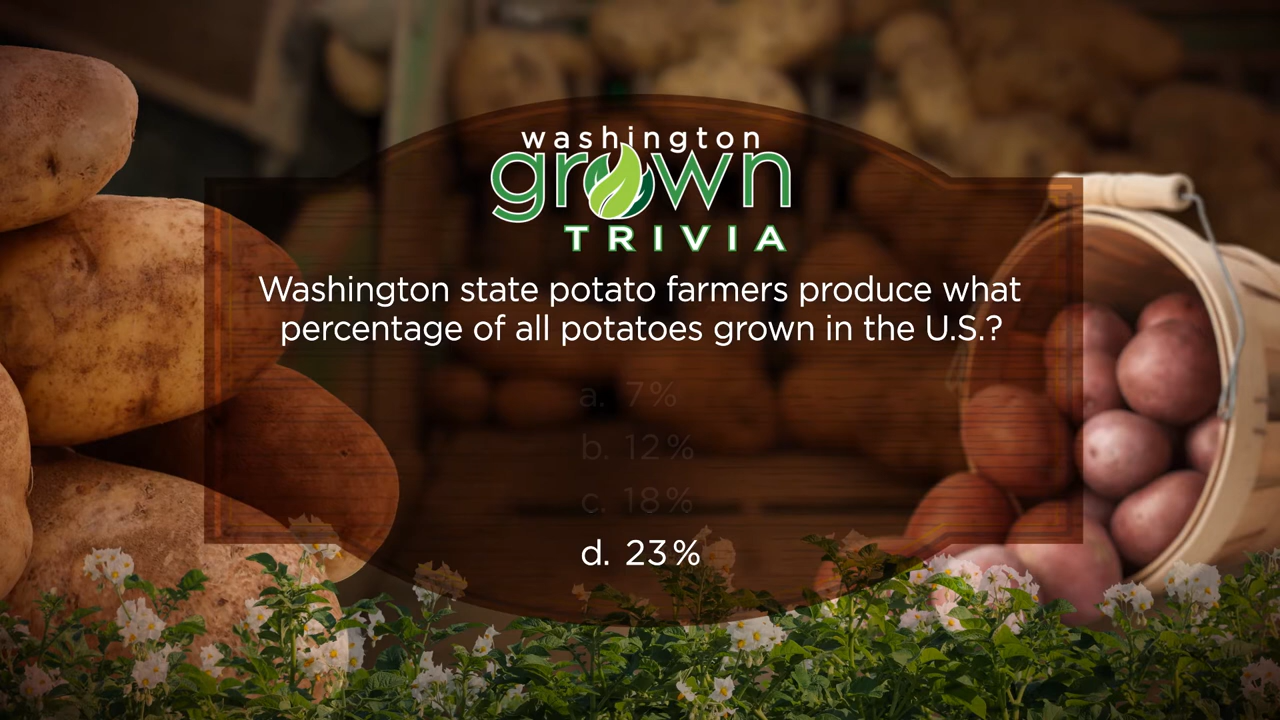 washington
grown
TRIVIA
Washington state potato farmers produce what
percentage of all potatoes grown in the U.S.?
a. 7%
b. 12%
c. 18%
d. 23%